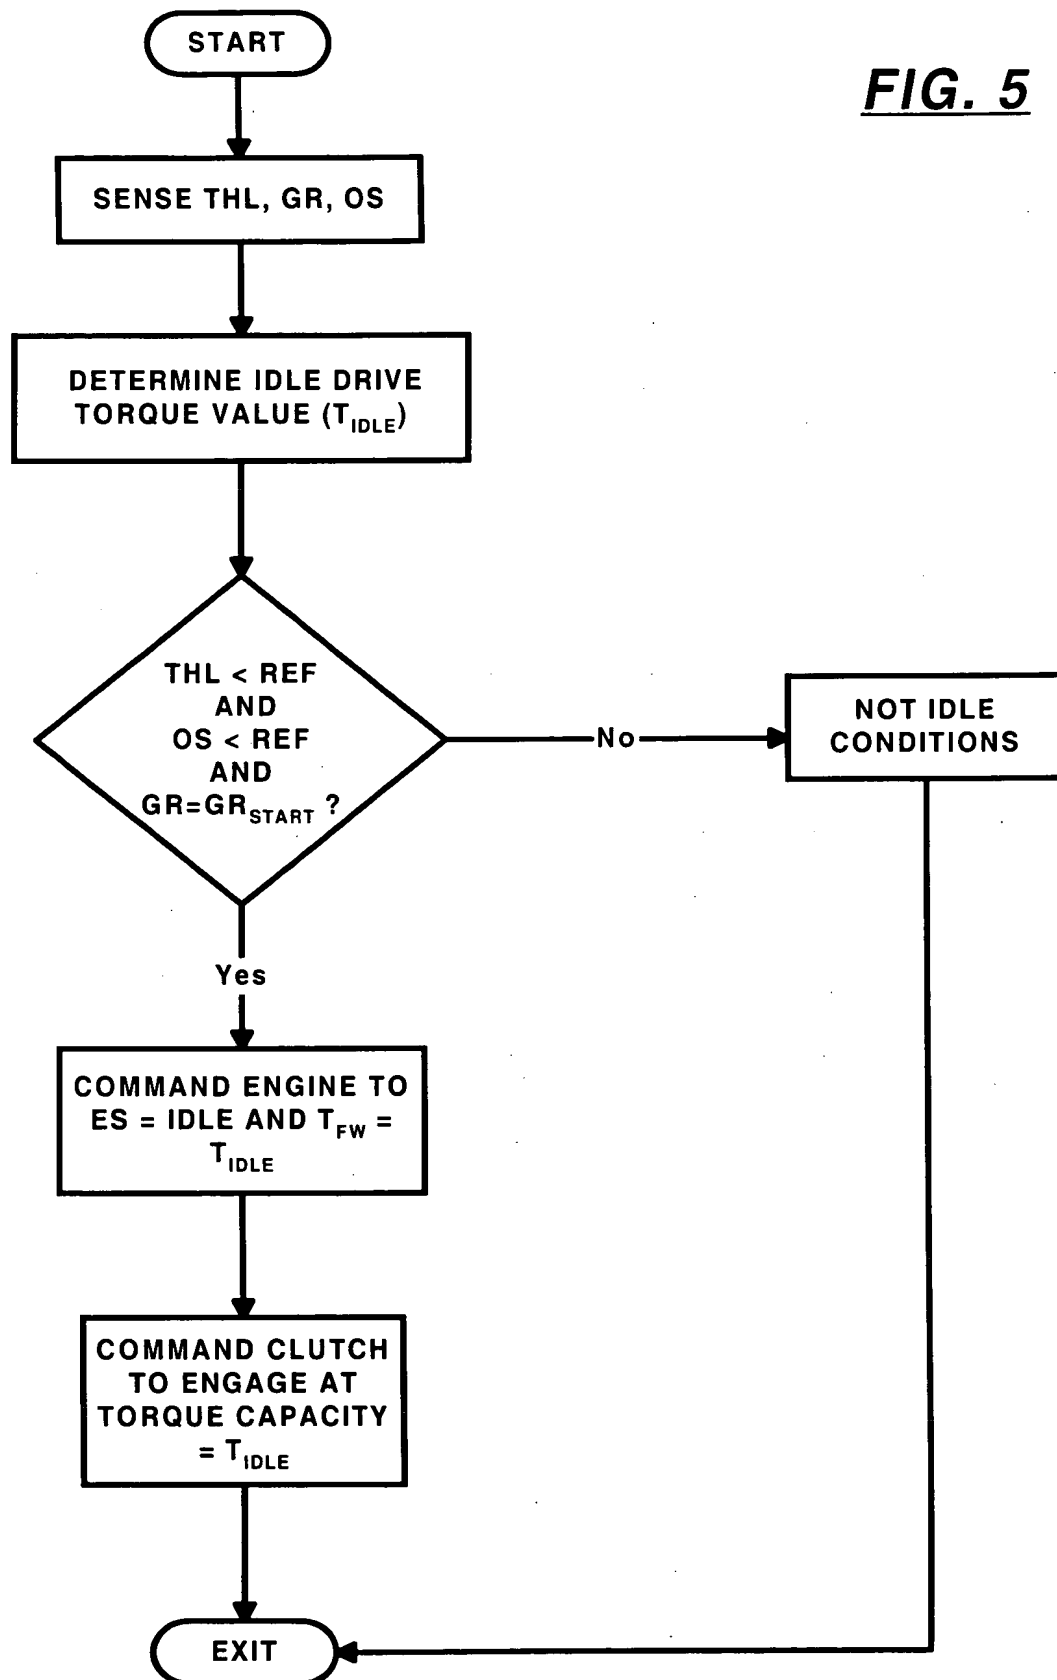 START
FIG. 5
SENSE THL, GR, OS
DETERMINE IDLE DRIVE
TORQUE VALUE (T_IDLE)
THL < REF
AND
OS < REF
AND
GR=GR_START ?
No
NOT IDLE
CONDITIONS
Yes
COMMAND ENGINE TO
ES = IDLE AND T_FW =
T_IDLE
COMMAND CLUTCH
TO ENGAGE AT
TORQUE CAPACITY
= T_IDLE
EXIT